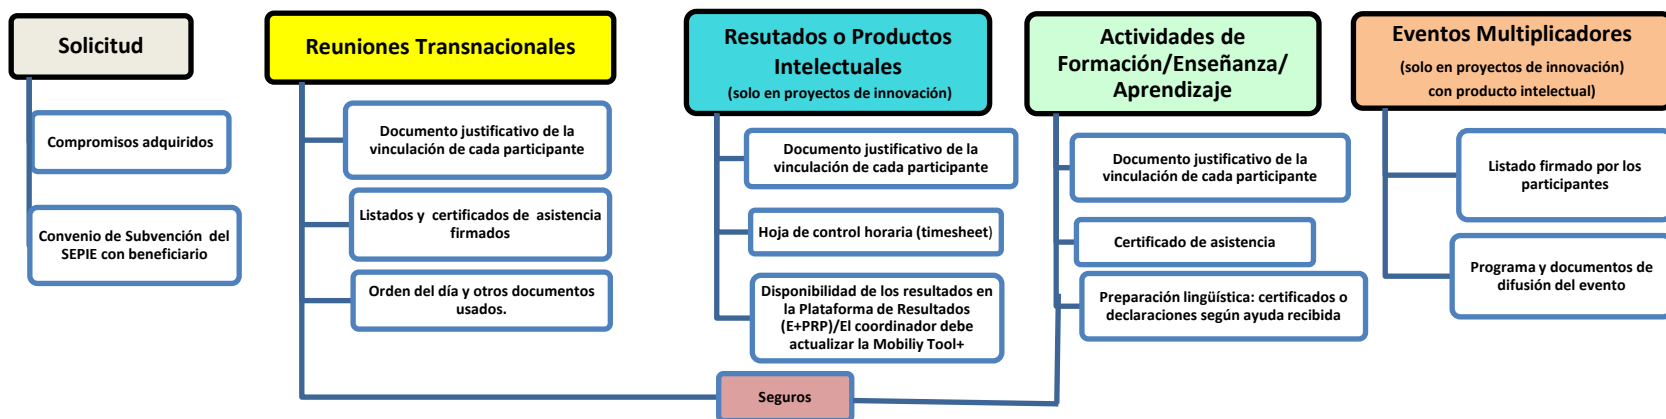 Solicitud
Compromisos adquiridos
Convenio de Subvención del
SEPIE con beneficiario
Reuniones Transnacionales
Documento justificativo de la
vinculación de cada participante
Listados y certificados de asistencia
firmados
Orden del día y otros documentos
usados.
Resutados o Productos
Intelectuales
(solo en proyectos de innovación)
Documento justificativo de la
vinculación de cada participante
Hoja de control horaria (timesheet)
Disponibilidad de los resultados en
la Plataforma de Resultados
(E+PRP)/El coordinador debe
actualizar la Mobiliy Tool+
Actividades de
Formación/Enseñanza/
Aprendizaje
Documento justificativo de la
vinculación de cada participante
Certificado de asistencia
Preparación lingüística: certificados o
declaraciones según ayuda recibida
Eventos Multiplicadores
(solo en proyectos de innovación)
con producto intelectual)
Listado firmado por los
participantes
Programa y documentos de
difusión del evento
Seguros